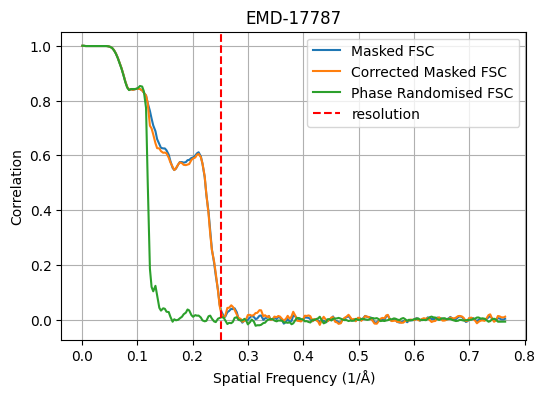 EMD-17787
Masked FSC
Corrected Masked FSC
Phase Randomised FSC
resolution
1.0
0.8
0.6
0.4
0.2
0.0
Correlation
0.0 0.1 0.2 0.3 0.4 0.5 0.6 0.7 0.8
Spatial Frequency (1/Å)